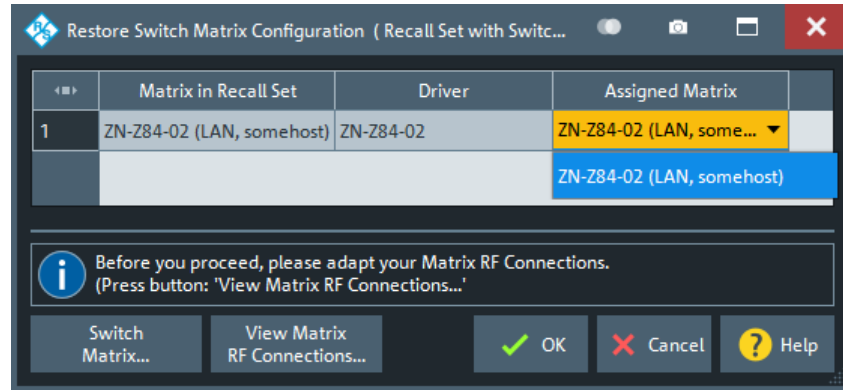 Restore Switch Matrix Configuration ( Recall Set with Switc...
Matrix in Recall Set Driver Assigned Matrix
1 ZN-Z84-02 (LAN, somehost) ZN-Z84-02 ZN-Z84-02 (LAN, some...
ZN-Z84-02 (LAN, somehost)
Before you proceed, please adapt your Matrix RF Connections.
(Press button: 'View Matrix RF Connections...'
Switch
Matrix...
View Matrix
RF Connections...
OK
Cancel
Help